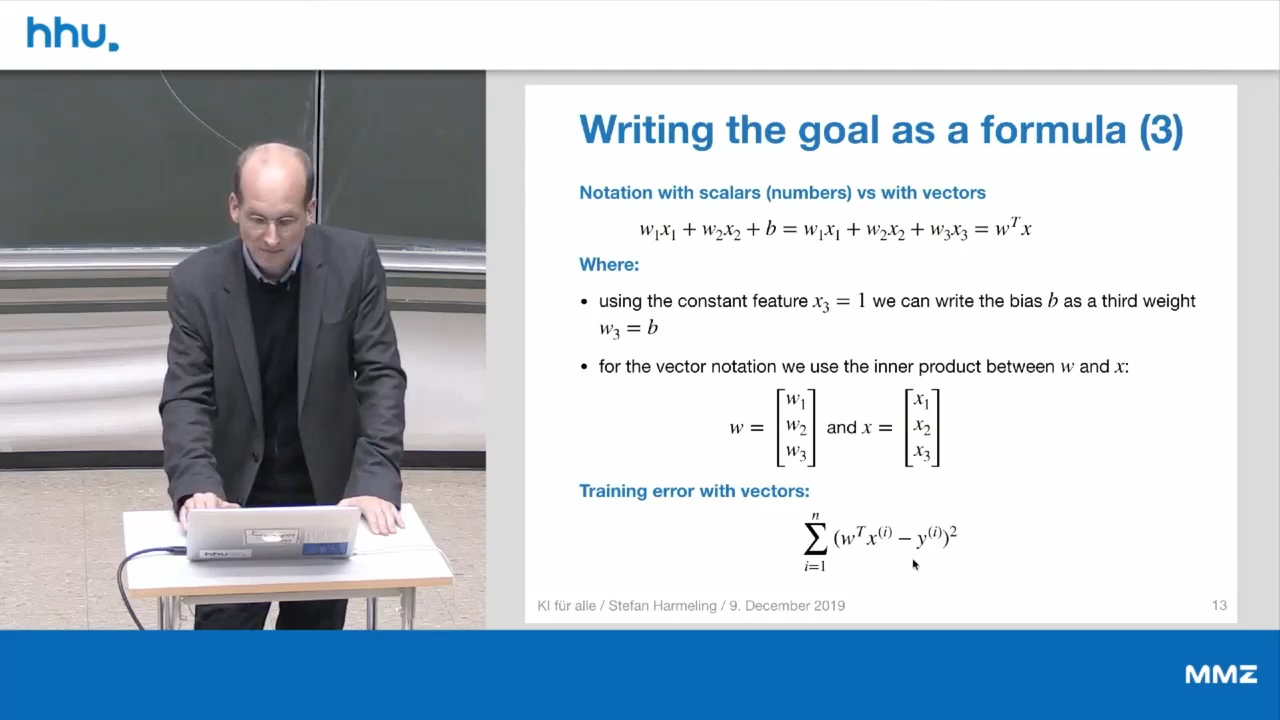 hhu.
Writing the goal as a formula (3)
Notation with scalars (numbers) vs with vectors
w₁x₁ + w₂x₂ + b = w₁x₁ + w₂x₂ + w₃x₃ = wᵀx
Where:
• using the constant feature x₃ = 1 we can write the bias b as a third weight
w₃ = b
• for the vector notation we use the inner product between w and x:
w = [w₁ w₂ w₃] and x = [x₁ x₂ x₃]
Training error with vectors:
∑ᵢ₌₁ⁿ (wᵀx⁽ⁱ⁾ − y⁽ⁱ⁾)²
KI für alle / Stefan Harmeling / 9. December 2019
13
hhu
MMZ